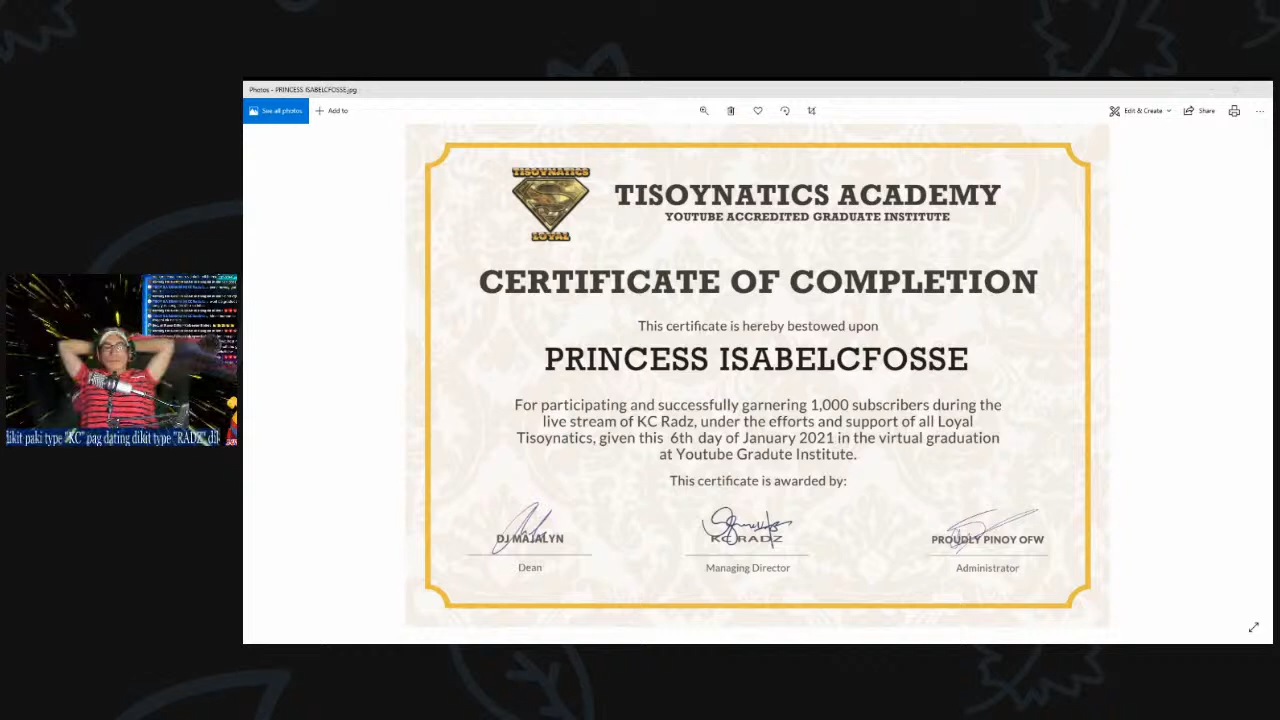 Photos - PRINCESS ISABELCFOSSE.jpg
See all photos
Add to
Edit & Create
Share
TISOYNATICS
LOYAL
TISOYNATICS ACADEMY
YOUTUBE ACCREDITED GRADUATE INSTITUTE
CERTIFICATE OF COMPLETION
This certificate is hereby bestowed upon
PRINCESS ISABELCFOSSE
For participating and successfully garnering 1,000 subscribers during the
live stream of KC Radz, under the efforts and support of all Loyal
Tisoynatics, given this 6th day of January 2021 in the virtual graduation
at Youtube Gradute Institute.
This certificate is awarded by:
DJ MAJALYN
Dean
KC RADZ
Managing Director
PROUDLY PINOY OFW
Administrator
dikit paki type "KC" pag dating dikit type "RADZ" di